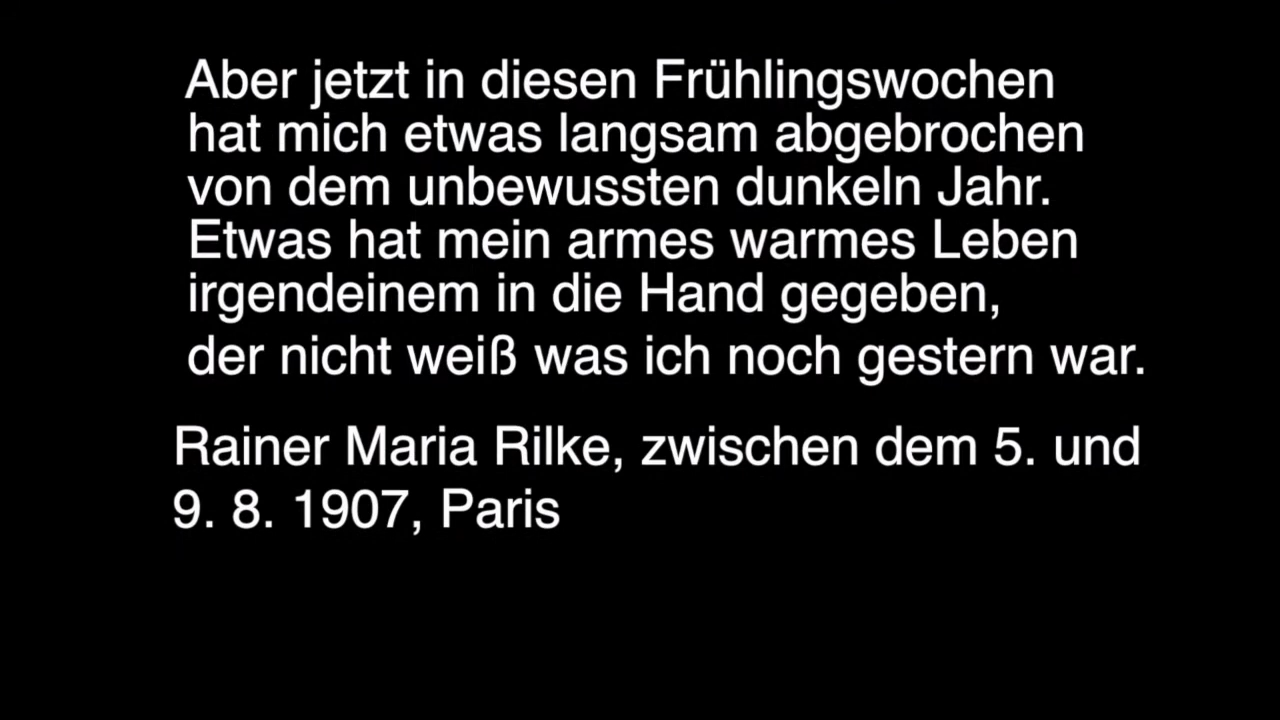 Aber jetzt in diesen Frühlingswochen
hat mich etwas langsam abgebrochen
von dem unbewussten dunkeln Jahr.
Etwas hat mein armes warmes Leben
irgendeinem in die Hand gegeben,
der nicht weiß was ich noch gestern war.
Rainer Maria Rilke, zwischen dem 5. und
9. 8. 1907, Paris